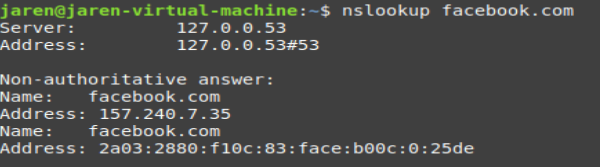 jaren@jaren-virtual-machine:~$ nslookup facebook.com
Server:         127.0.0.53
Address:        127.0.0.53#53

Non-authoritative answer:
Name:   facebook.com
Address: 157.240.7.35
Name:   facebook.com
Address: 2a03:2880:f10c:83:face:b00c:0:25de